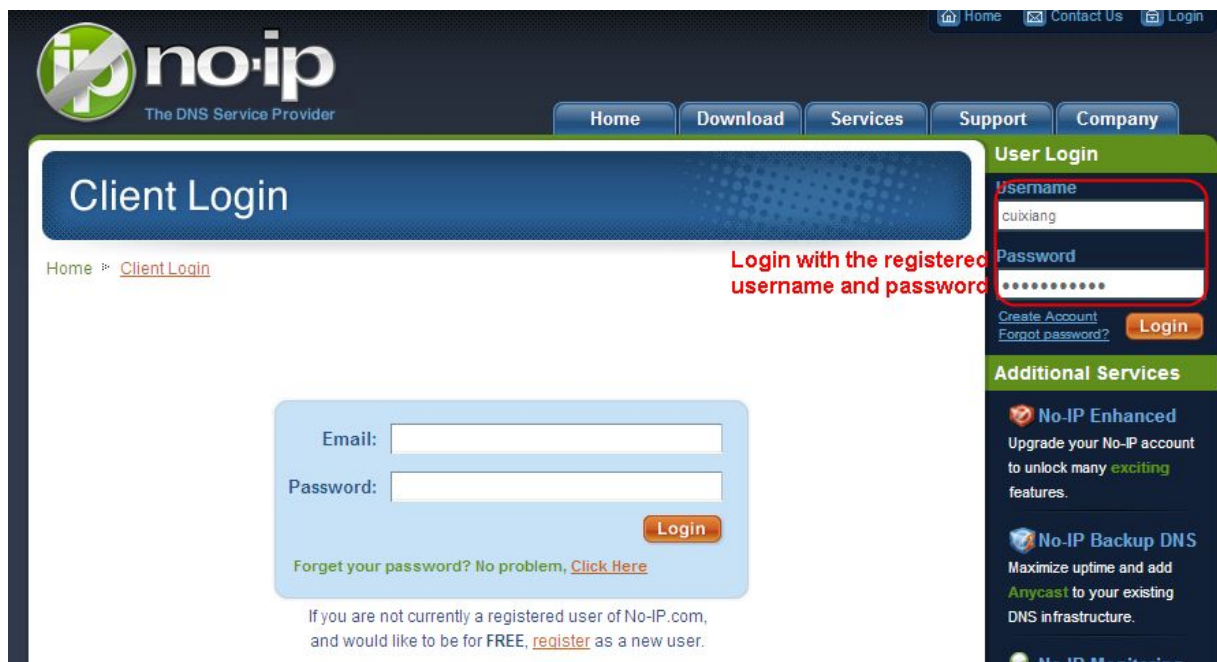 Home Contact Us Login
ip no·ip
The DNS Service Provider
Home Download Services Support Company
Client Login
Home Client Login
Login with the registered
username and password
User Login
Username
cuixiang
Password
•••••••••••
Create Account
Forgot password?
Login
Email:
Password:
Login
Forget your password? No problem, Click Here
If you are not currently a registered user of No-IP.com,
and would like to be for FREE, register as a new user.
Additional Services
No-IP Enhanced
Upgrade your No-IP account
to unlock many exciting
features.
No-IP Backup DNS
Maximize uptime and add
Anycast to your existing
DNS infrastructure.
No-IP Monitoring